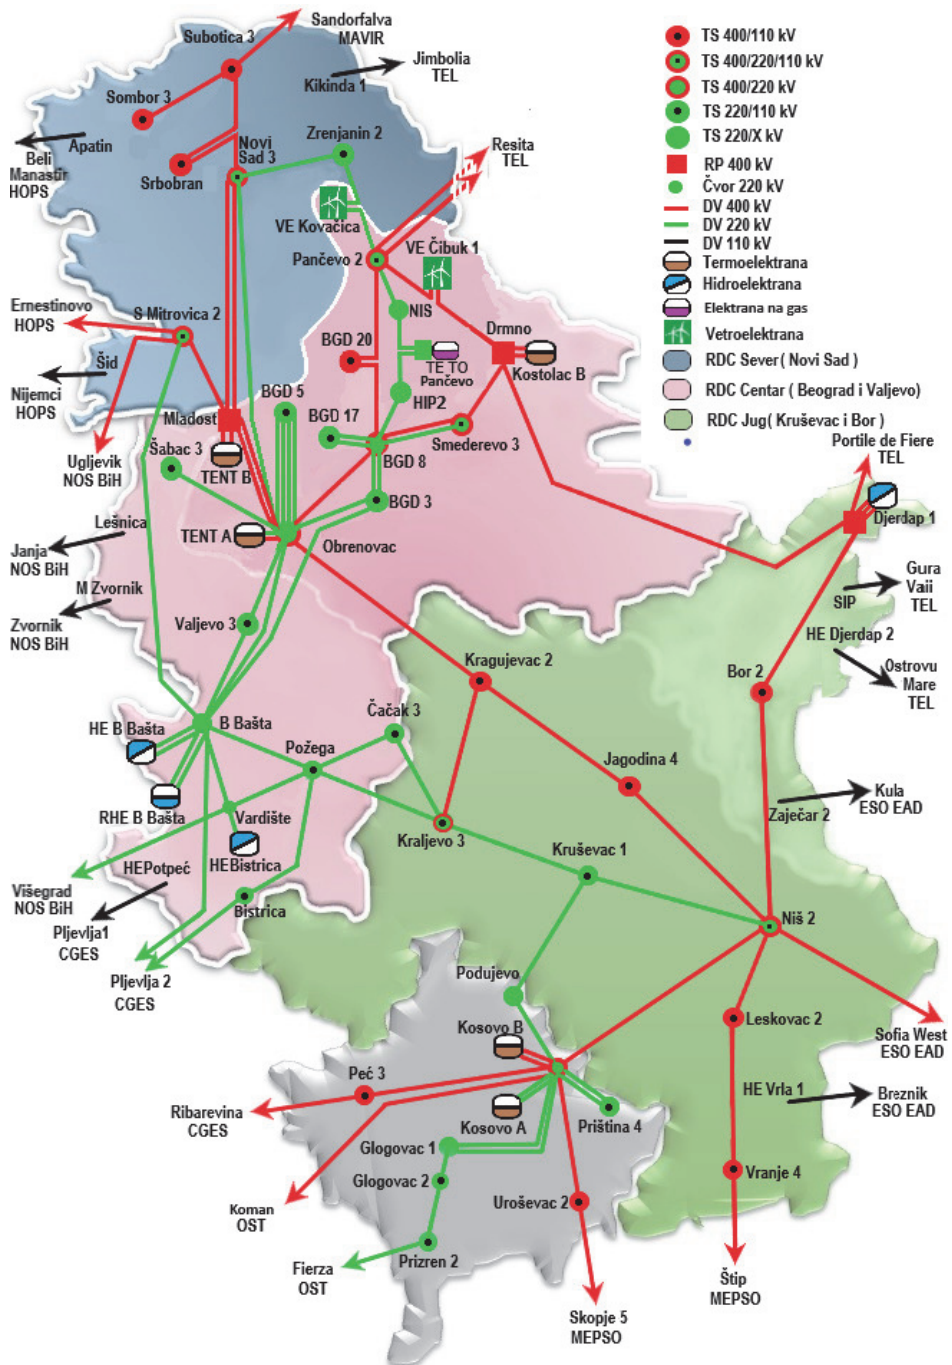 Sandorfalva
MAVIR
Subotica 3
Jimbolia
TEL
Kikinda 1
Sombor 3
Apatin
Beli
Manastir
HOPS
Novi
Sad 3
Zrenjanin 2
Srbobran
Resita
TEL
VE Kovačica
VE Čibuk 1
Pančevo 2
Ernestinovo
HOPS
S Mitrovica 2
NIS
Drmno
BGD 20
TE TO
Pančevo
Kostolac B
Šid
Nijemci
HOPS
BGD 5
HIP2
Mladost
BGD 17
Smederevo 3
Šabac 3
Ugljevik
NOS BiH
TENT B
BGD 8
BGD 3
Lešnica
TENT A
Obrenovac
Janja
NOS BiH
M Zvornik
Zvornik
NOS BiH
Valjevo 3
TS 400/110 kV
TS 400/220/110 kV
TS 400/220 kV
TS 220/110 kV
TS 220/X kV
RP 400 kV
Čvor 220 kV
DV 400 kV
DV 220 kV
DV 110 kV
Termoelektrana
Hidroelektrana
Elektrana na gas
Vetroelektrana
RDC Sever ( Novi Sad )
RDC Centar ( Beograd i Valjevo)
RDC Jug( Kruševac i Bor )
Portile de Fiere
TEL
Djerdap 1
Gura
Vaii
TEL
SIP
HE Djerdap 2
Ostrovu
Mare
TEL
Bor 2
Kragujevac 2
Čačak 3
B Bašta
HE B Bašta
Požega
Jagodina 4
RHE B Bašta
Vardište
Kula
ESO EAD
Zaječar 2
Kraljevo 3
HEBistrica
HEPotpeć
Kruševac 1
Višegrad
NOS BiH
Bistrica
Niš 2
Pljevlja1
CGES
Pljevlja 2
CGES
Podujevo
Leskovac 2
Sofia West
ESO EAD
Kosovo B
Peć 3
HE Vrla 1
Breznik
ESO EAD
Ribarevina
CGES
Kosovo A
Priština 4
Glogovac 1
Glogovac 2
Vranje 4
Koman
OST
Uroševac 2
Prizren 2
Fierza
OST
Štip
MEPSO
Skopje 5
MEPSO